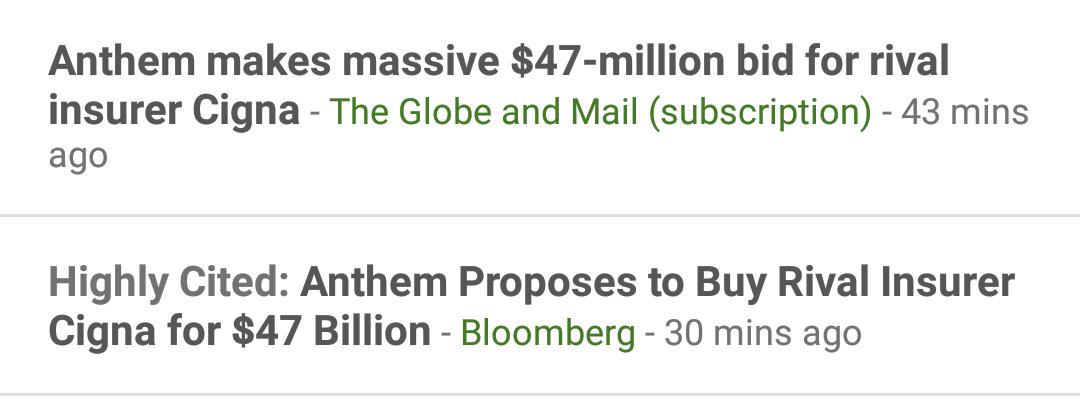 Anthem makes massive $47-million bid for rival
insurer Cigna - The Globe and Mail (subscription) - 43 mins
ago
Highly Cited: Anthem Proposes to Buy Rival Insurer
Cigna for $47 Billion - Bloomberg - 30 mins ago